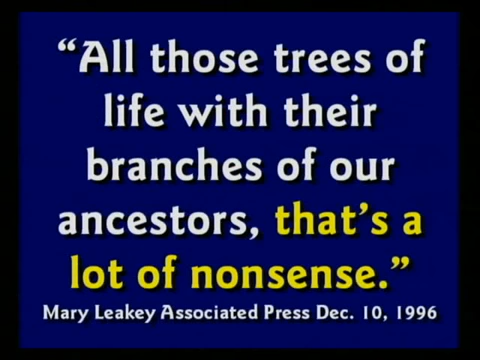 “All those trees of
life with their
branches of our
ancestors, that’s a
lot of nonsense.”
Mary Leakey Associated Press Dec. 10, 1996